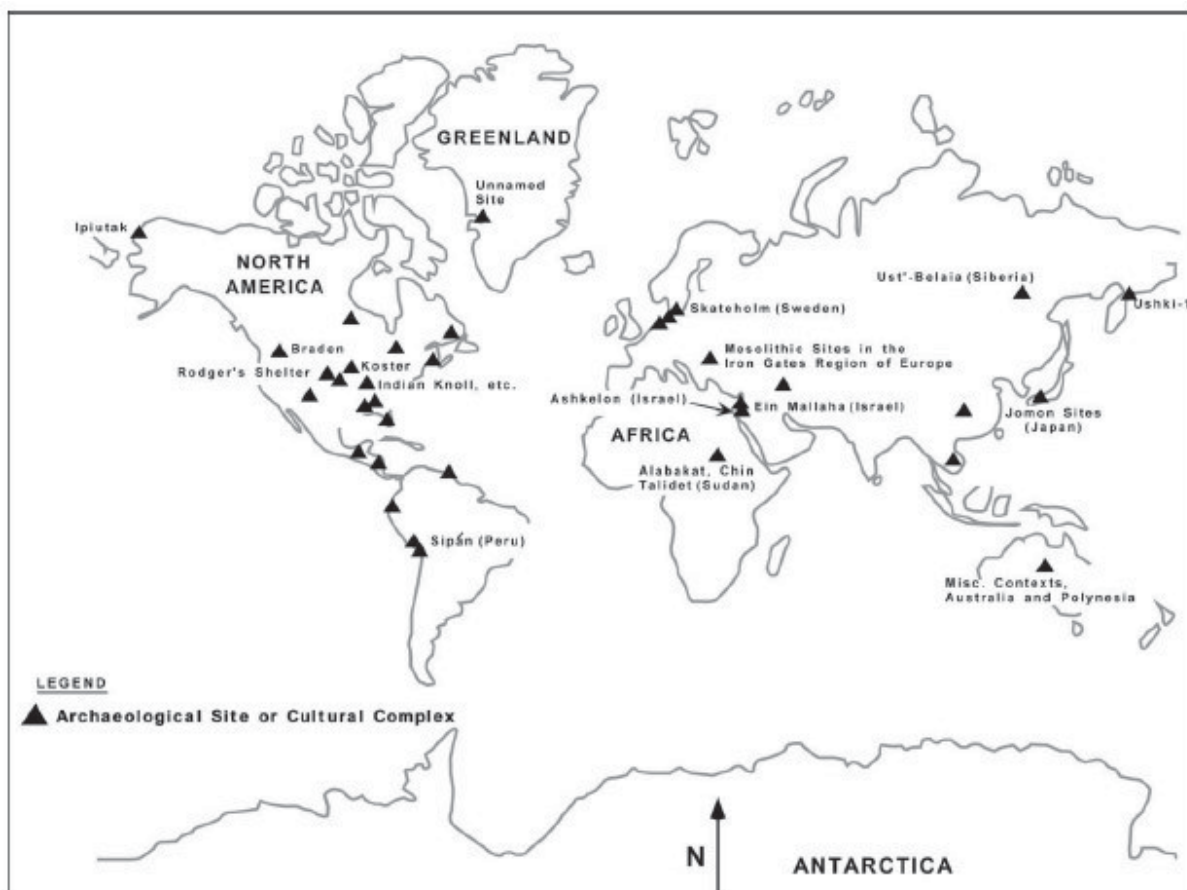 GREENLAND
Unnamed
Site
Ipiutak
NORTH
AMERICA
Ust'-Belaia (Siberia)
Ushki-1
Skateholm (Sweden)
Braden
Koster
Rodger's Shelter
Indian Knoll, etc.
Mesolithic Sites in the
Iron Gates Region of Europe
Ashkelon (Israel)
Ein Mallaha (Israel)
Jomon Sites
(Japan)
AFRICA
Alabakat, Chin
Talidet (Sudan)
Sipán (Peru)
Misc. Contexts,
Australia and Polynesia
LEGEND
Archaeological Site or Cultural Complex
N
ANTARCTICA